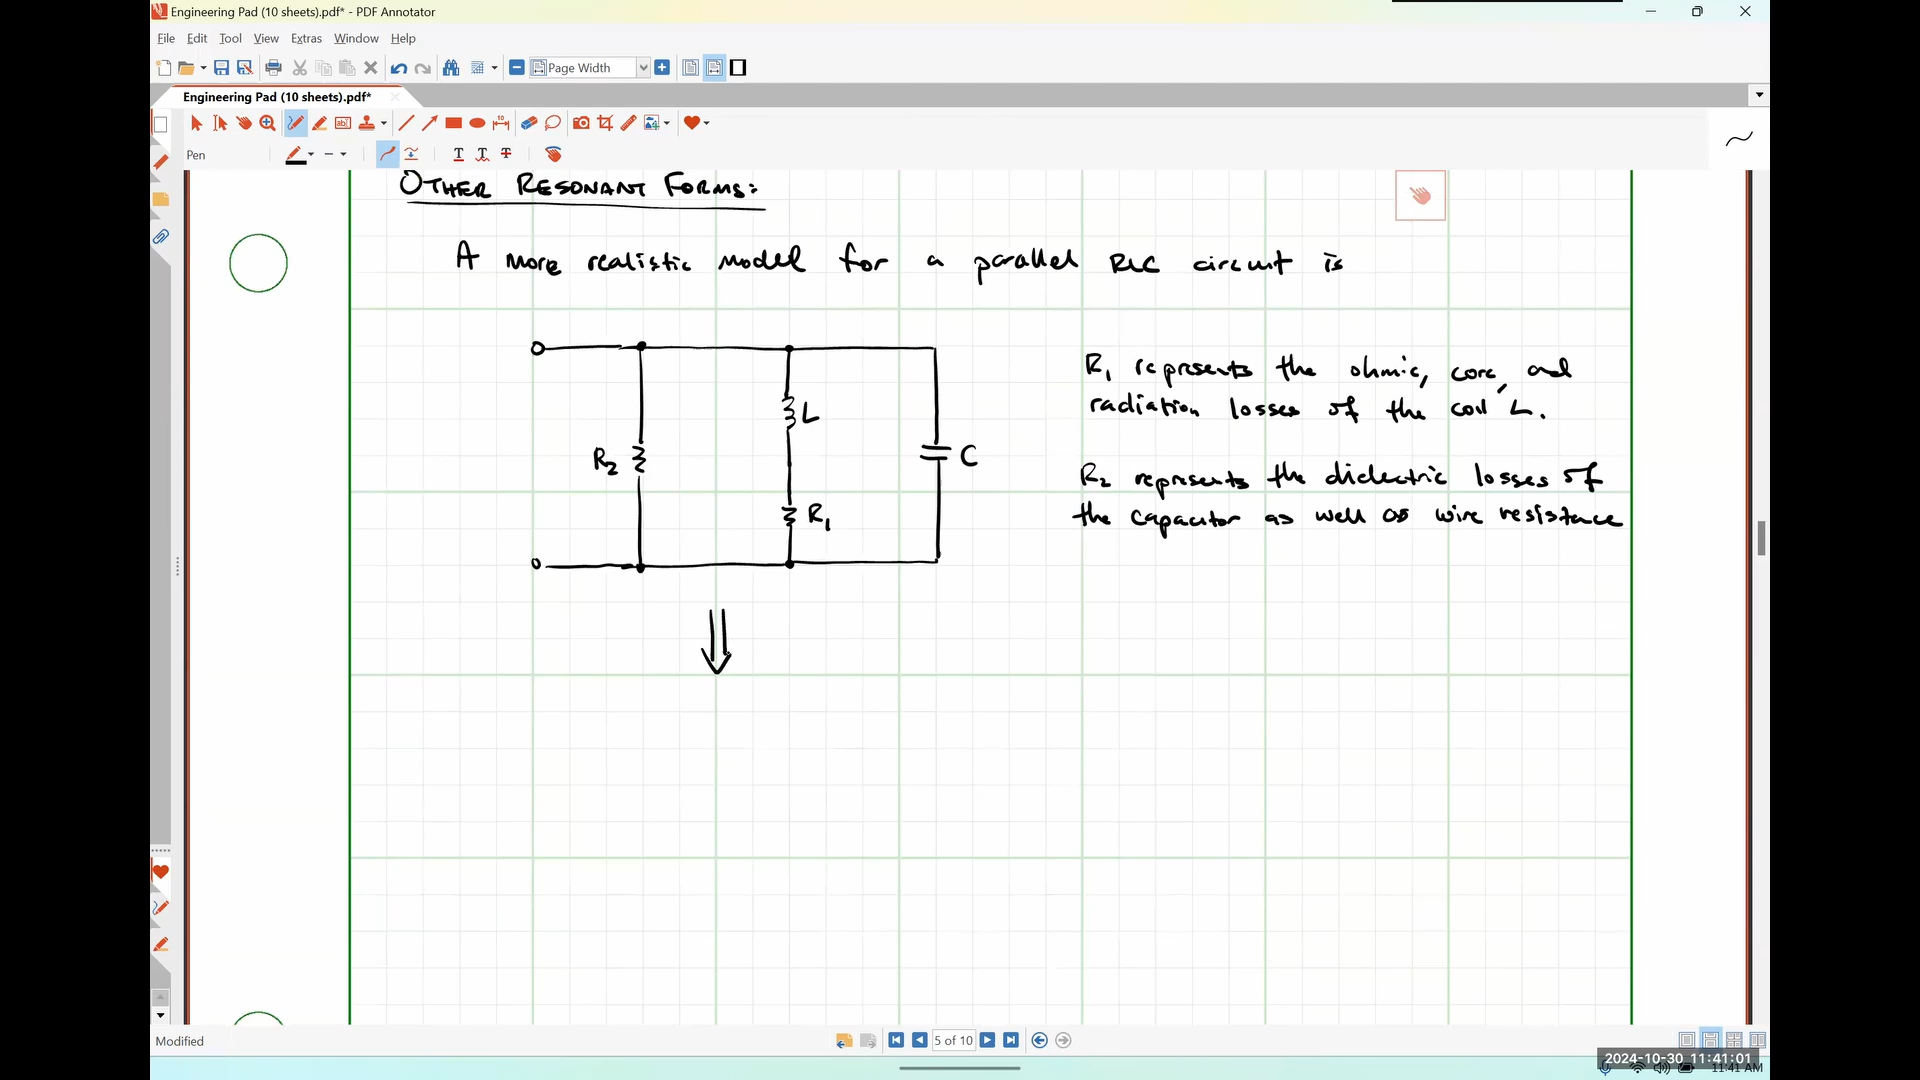 Engineering Pad (10 sheets).pdf* - PDF Annotator
File Edit Tool View Extras Window Help
Page Width
Engineering Pad (10 sheets).pdf*
Pen
OTHER RESONANT FORMS:
A more realistic model for a parallel RLC circuit is
L
R₂
C
R₁
R₁ represents the ohmic, core, and
radiation losses of the coil L.
R₂ represents the dielectric losses of
the capacitor as well as wire resistance
Modified
5 of 10
2024-10-30 11:41:01
11:41 AM